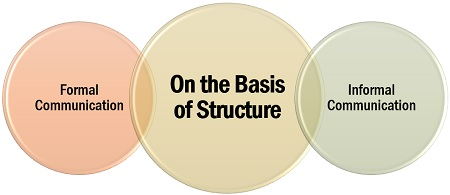 Formal
Communication
On the Basis
of Structure
Informal
Communication